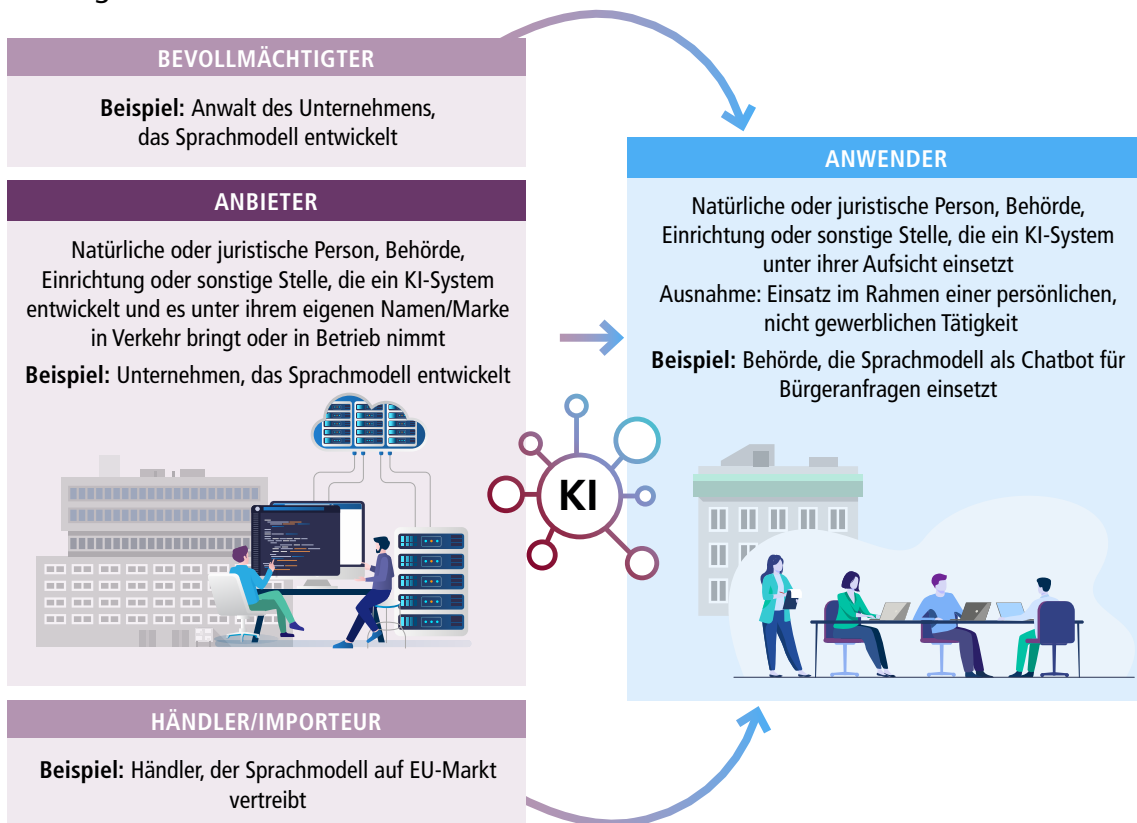 BEVOLLMÄCHTIGTER
Beispiel: Anwalt des Unternehmens,
das Sprachmodell entwickelt
ANBIETER
Natürliche oder juristische Person, Behörde,
Einrichtung oder sonstige Stelle, die ein KI-System
entwickelt und es unter ihrem eigenen Namen/Marke
in Verkehr bringt oder in Betrieb nimmt
Beispiel: Unternehmen, das Sprachmodell entwickelt
HÄNDLER/IMPORTEUR
Beispiel: Händler, der Sprachmodell auf EU-Markt
vertreibt
KI
ANWENDER
Natürliche oder juristische Person, Behörde,
Einrichtung oder sonstige Stelle, die ein KI-System
unter ihrer Aufsicht einsetzt
Ausnahme: Einsatz im Rahmen einer persönlichen,
nicht gewerblichen Tätigkeit
Beispiel: Behörde, die Sprachmodell als Chatbot für
Bürgeranfragen einsetzt